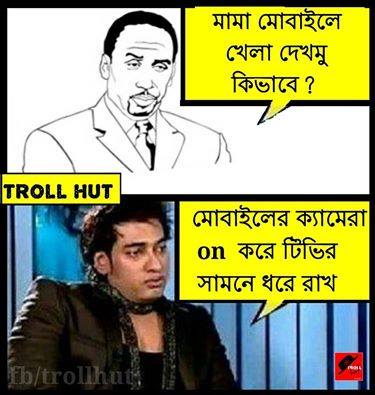 মামা মোবাইলে
খেলা দেখমু
কিভাবে ?
TROLL HUT
মোবাইলের ক্যামেরা
on করে টিভির
সামনে ধরে রাখ
fb/trollhut
TROLL